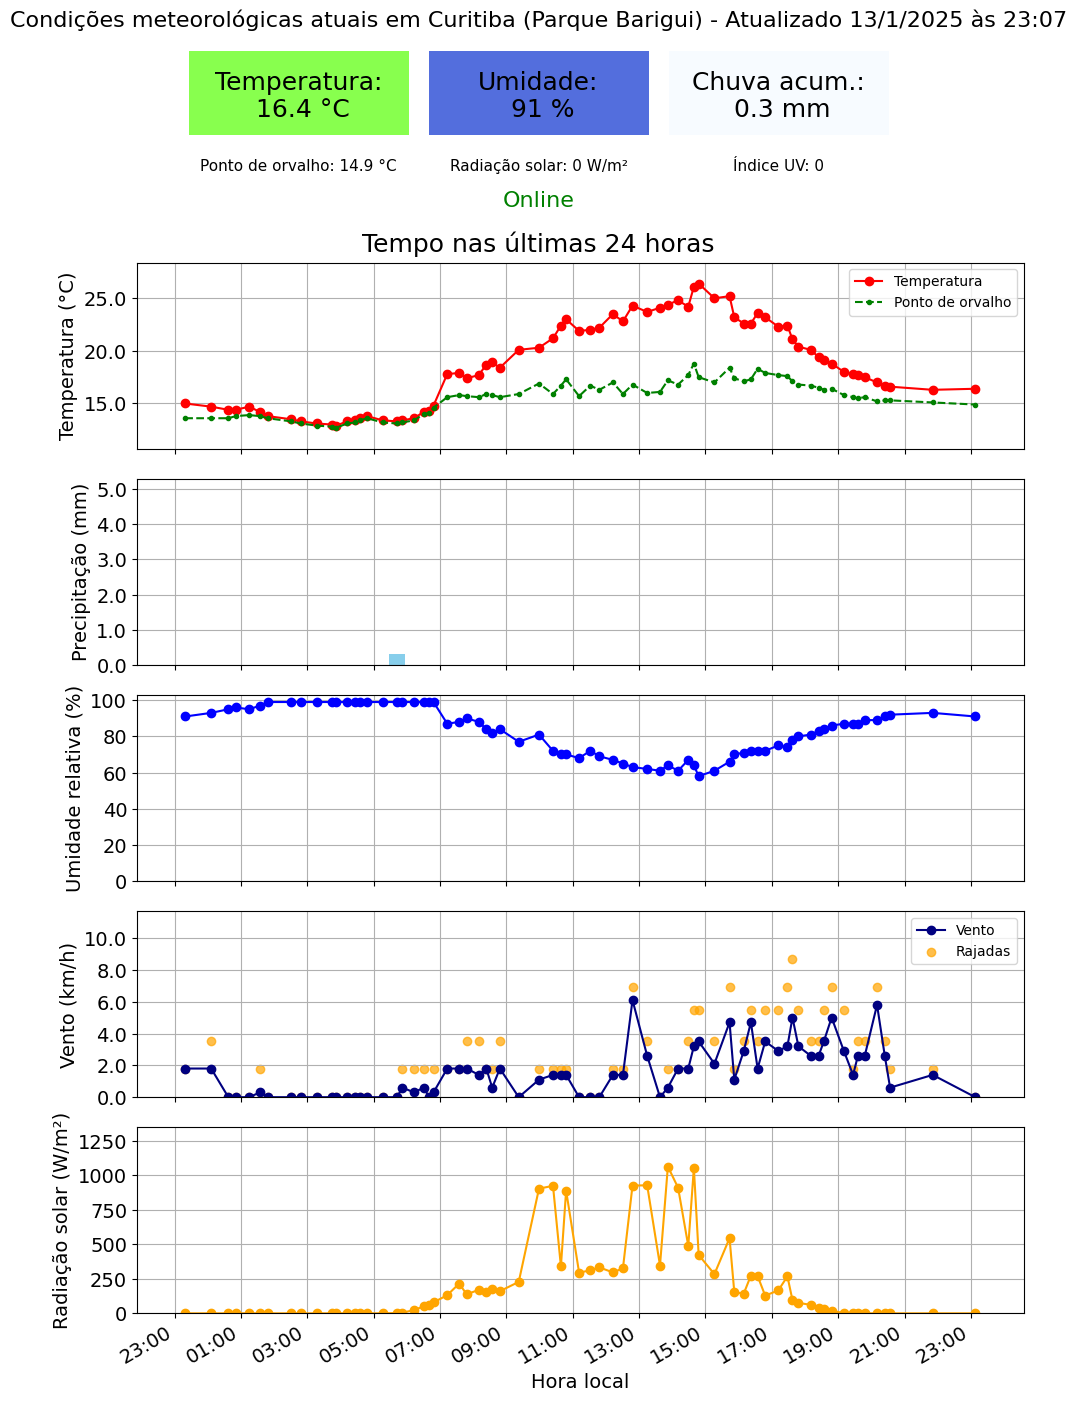 Condições meteorológicas atuais em Curitiba (Parque Barigui) - Atualizado 13/1/2025 às 23:07
Temperatura:
16.4 °C
Umidade:
91 %
Chuva acum.:
0.3 mm
Ponto de orvalho: 14.9 °C
Radiação solar: 0 W/m²
Índice UV: 0
Online
Tempo nas últimas 24 horas
Temperatura (°C)
25.0
20.0
15.0
Temperatura
Ponto de orvalho
Precipitação (mm)
5.0
4.0
3.0
2.0
1.0
0.0
Umidade relativa (%)
100
80
60
40
20
0
Vento (km/h)
10.0
8.0
6.0
4.0
2.0
0.0
Vento
Rajadas
Radiação solar (W/m²)
1250
1000
750
500
250
0
23:00 01:00 03:00 05:00 07:00 09:00 11:00 13:00 15:00 17:00 19:00 21:00 23:00
Hora local